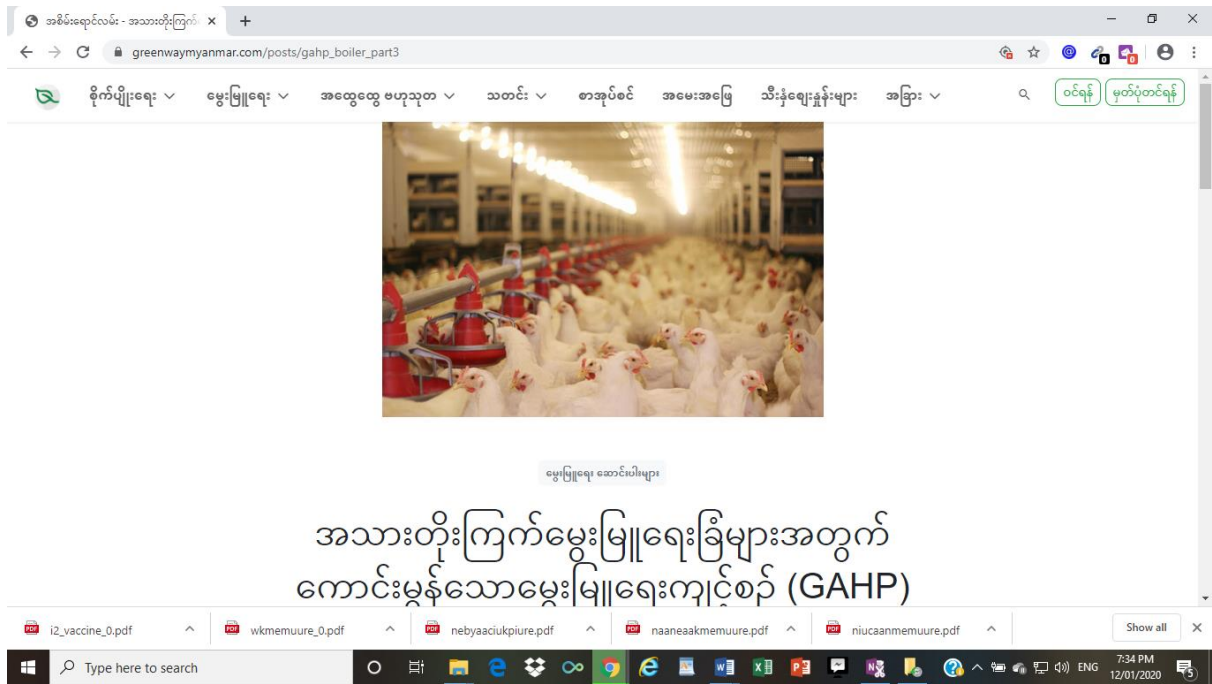 အစိမ်းရောင်လမ်း - အသားတိုးကြက်
greenwaymyanmar.com/posts/gahp_boiler_part3
စိုက်ပျိုးရေး မွေးမြူရေး အထွေထွေ ဗဟုသုတ သတင်း စာအုပ်စင် အမေးအဖြေ သီးနှံဈေးနှုန်းများ အခြား ဝင်ရန် မှတ်ပုံတင်ရန်
မွေးမြူရေး ဆောင်းပါးများ
အသားတိုးကြက်မွေးမြူရေးခြံများအတွက်
ကောင်းမွန်သောမွေးမြူရေးကျင့်စဉ် (GAHP)
i2_vaccine_0.pdf wkmemuure_0.pdf nebyaaciukpiure.pdf naaneaakmemuure.pdf niucaanmemuure.pdf Show all
Type here to search ENG 7:34 PM
12/01/2020